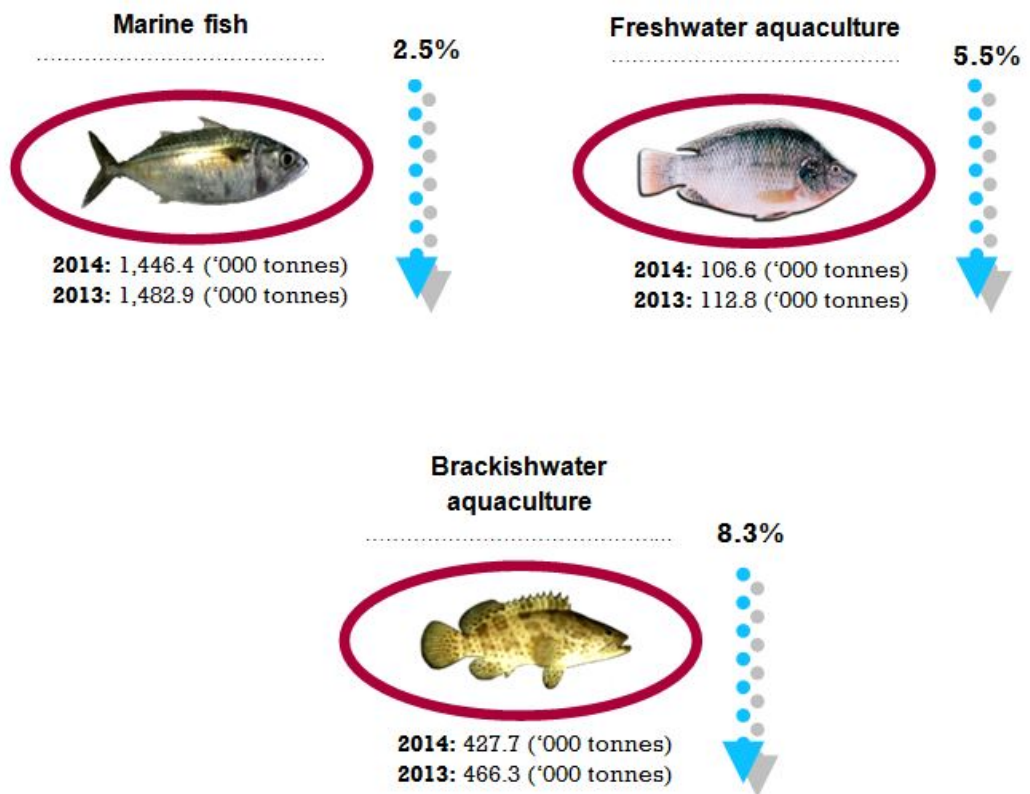 Marine fish
2.5%
2014: 1,446.4 (‘000 tonnes)
2013: 1,482.9 (‘000 tonnes)
Freshwater aquaculture
5.5%
2014: 106.6 (‘000 tonnes)
2013: 112.8 (‘000 tonnes)
Brackishwater
aquaculture
8.3%
2014: 427.7 (‘000 tonnes)
2013: 466.3 (‘000 tonnes)